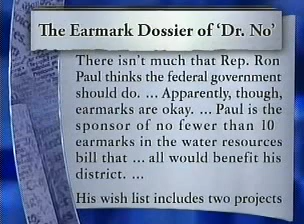 The Earmark Dossier of 'Dr. No'
There isn't much that Rep. Ron
Paul thinks the federal government
should do. ... Apparently, though,
earmarks are okay. ... Paul is the
sponsor of no fewer than 10
earmarks in the water resources
bill that ... all would benefit his
district. ...
His wish list includes two projects